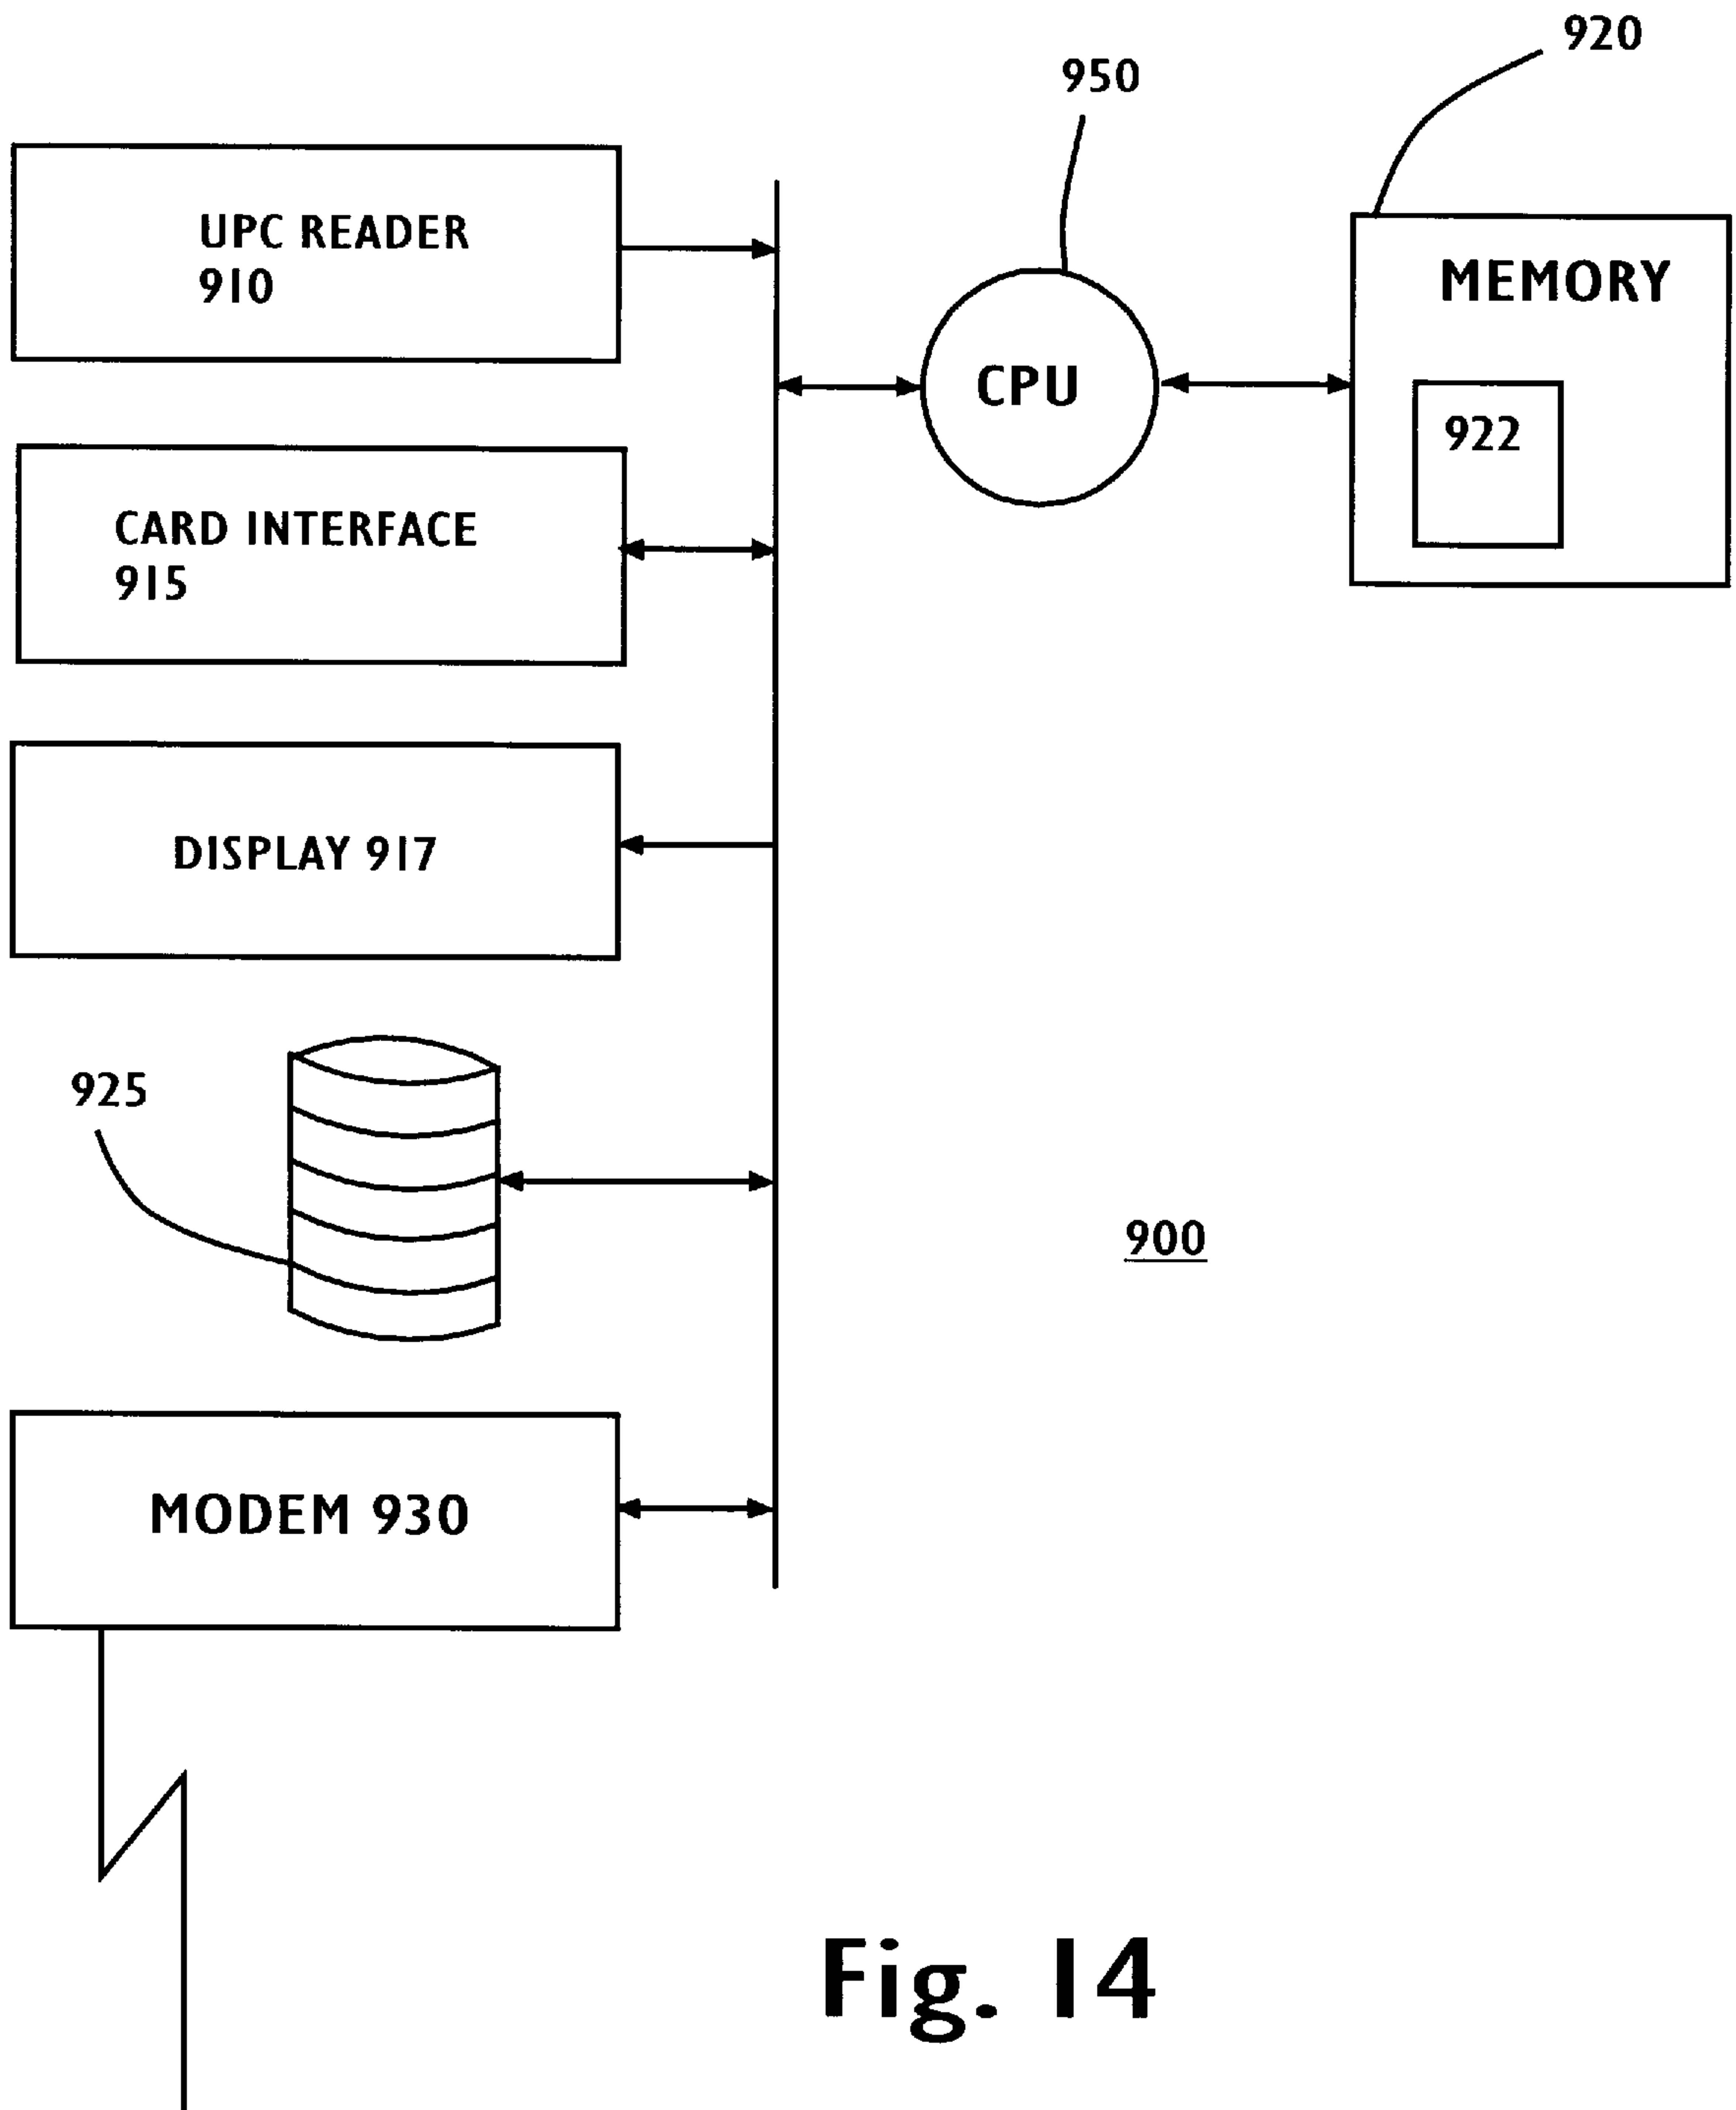 920
950
UPC READER
910
MEMORY
CPU
922
CARD INTERFACE
915
DISPLAY 917
925
900
MODEM 930
Fig. 14